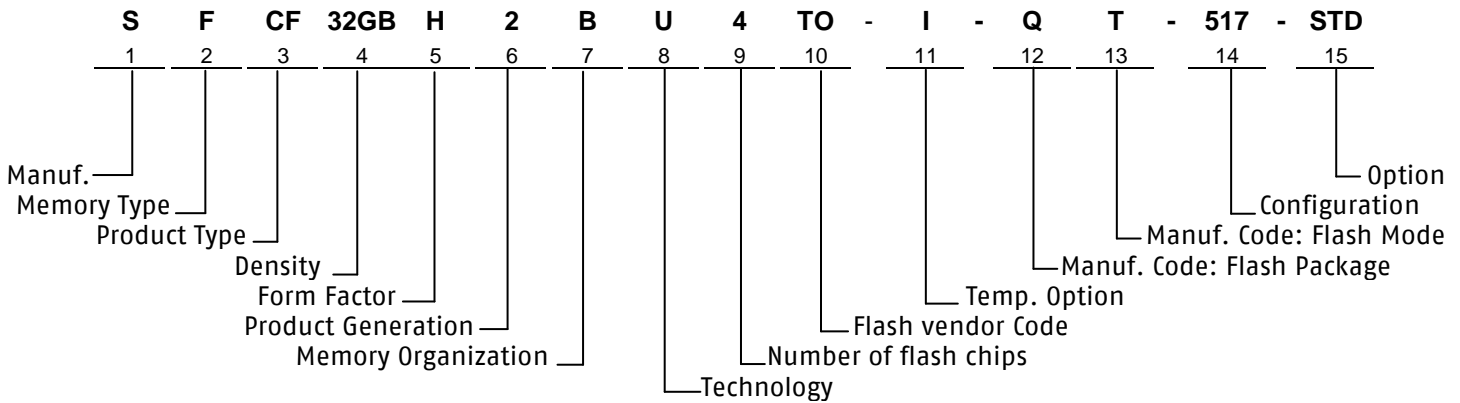 S F CF 32GB H 2 B U 4 TO - I - Q T - 517 - STD
1 2 3 4 5 6 7 8 9 10 11 12 13 14 15
Manuf. Option
Memory Type Configuration
Product Type Manuf. Code: Flash Mode
Density Manuf. Code: Flash Package
Form Factor Temp. Option
Product Generation Flash vendor Code
Memory Organization Number of flash chips
Technology